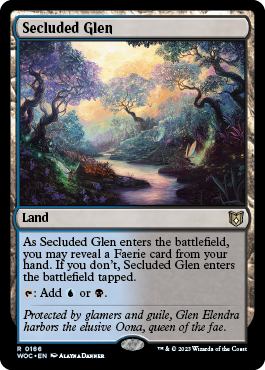 Secluded Glen
Land
As Secluded Glen enters the battlefield,
you may reveal a Faerie card from your
hand. If you don't, Secluded Glen enters
the battlefield tapped.
: Add or .
Protected by glamers and guile, Glen Elendra
harbors the elusive Oona, queen of the fae.
R 0166
WOC • EN ALAYNA DANNER
™ & © 2023 Wizards of the Coast